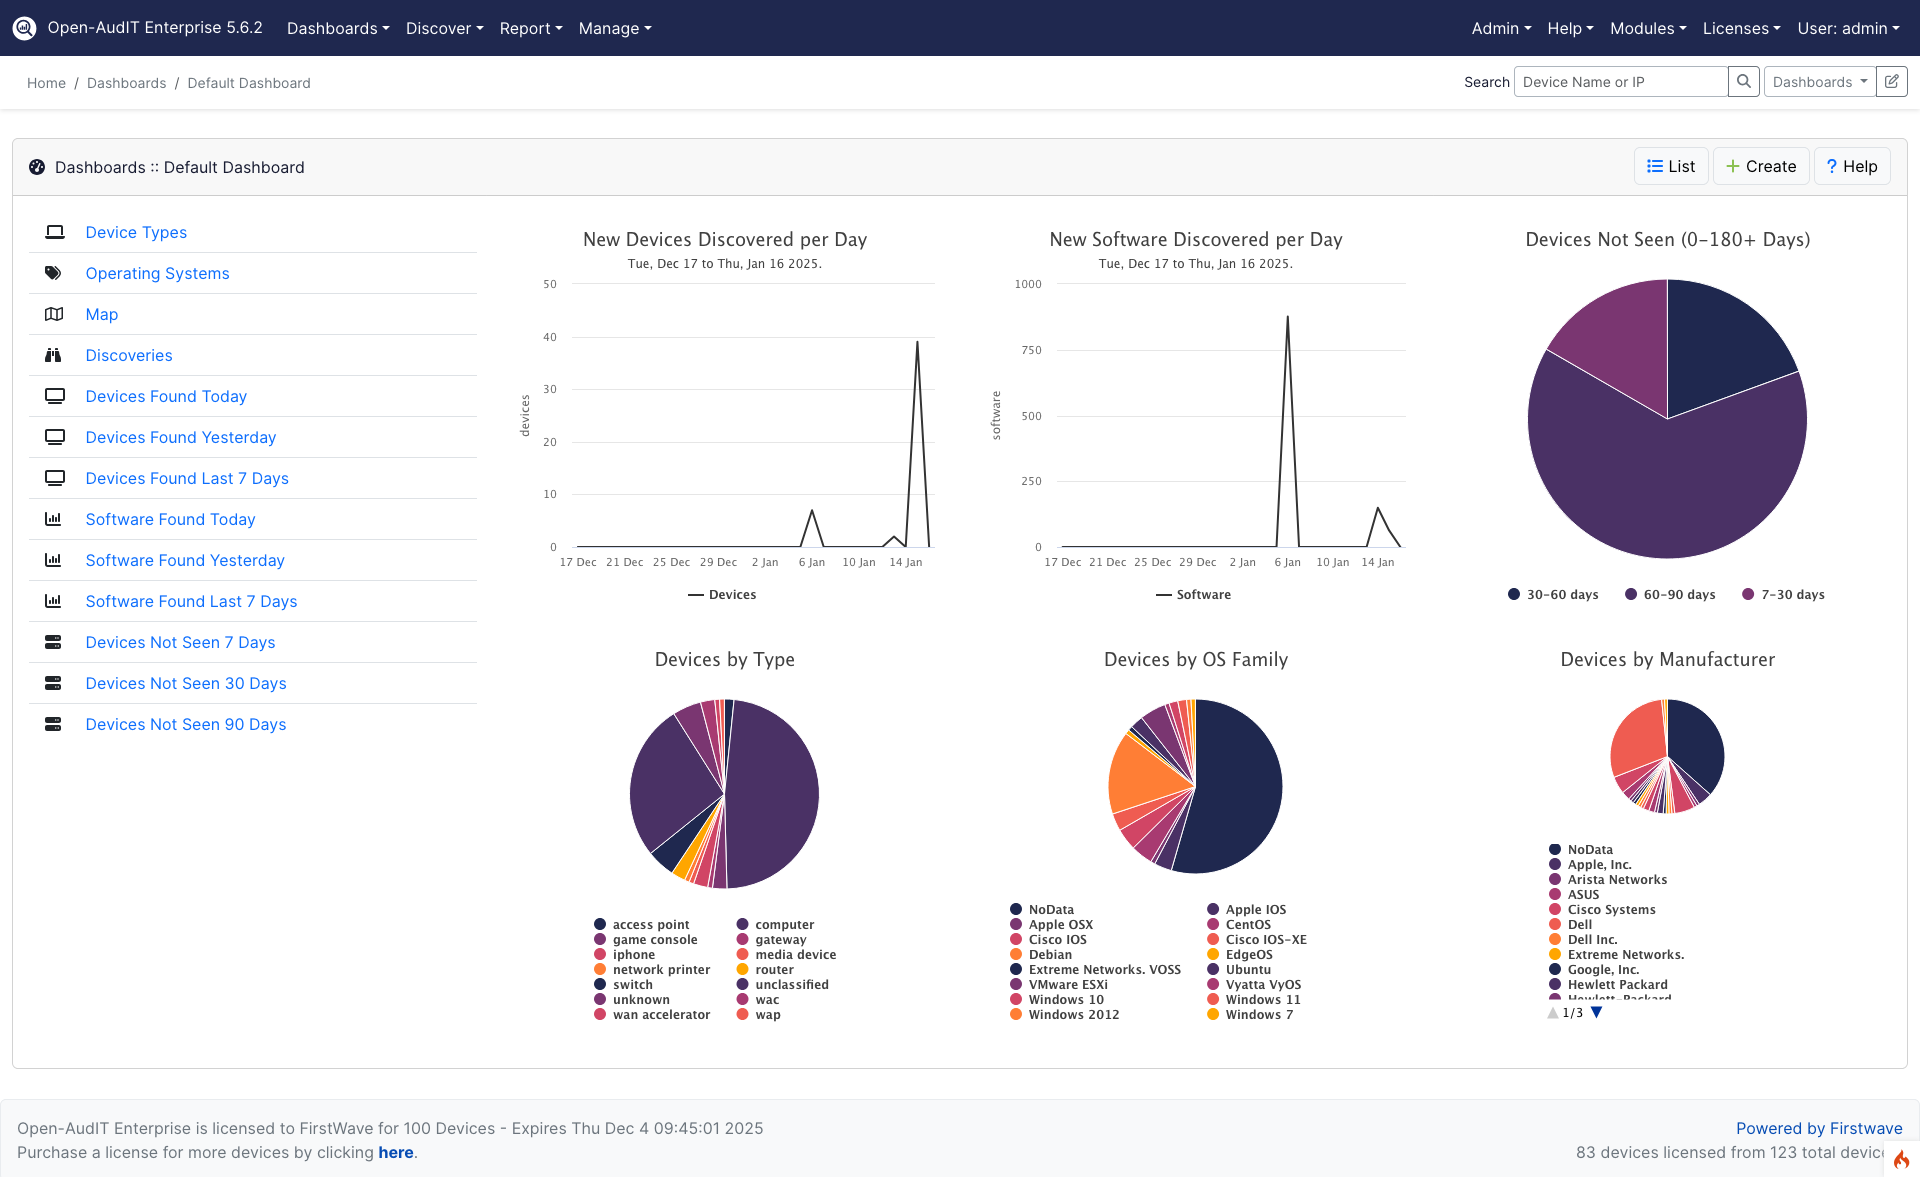 Open-AudIT Enterprise 5.6.2 Dashboards Discover Report Manage Admin Help Modules Licenses User: admin
Home / Dashboards / Default Dashboard Search Device Name or IP Dashboards
Dashboards :: Default Dashboard List Create ? Help
Device Types
Operating Systems
Map
Discoveries
Devices Found Today
Devices Found Yesterday
Devices Found Last 7 Days
Software Found Today
Software Found Yesterday
Software Found Last 7 Days
Devices Not Seen 7 Days
Devices Not Seen 30 Days
Devices Not Seen 90 Days
New Devices Discovered per Day
Tue, Dec 17 to Thu, Jan 16 2025.
50
40
30
20
10
0
devices
17 Dec 21 Dec 25 Dec 29 Dec 2 Jan 6 Jan 10 Jan 14 Jan
Devices
New Software Discovered per Day
Tue, Dec 17 to Thu, Jan 16 2025.
1000
750
500
250
0
software
17 Dec 21 Dec 25 Dec 29 Dec 2 Jan 6 Jan 10 Jan 14 Jan
Software
Devices Not Seen (0-180+ Days)
30-60 days 60-90 days 7-30 days
Devices by Type
access point computer
game console gateway
iphone media device
network printer router
switch unclassified
unknown wac
wan accelerator wap
Devices by OS Family
NoData Apple IOS
Apple OSX CentOS
Cisco IOS Cisco IOS-XE
Debian EdgeOS
Extreme Networks. VOSS Ubuntu
VMware ESXi Vyatta VyOS
Windows 10 Windows 11
Windows 2012 Windows 7
Devices by Manufacturer
NoData
Apple, Inc.
Arista Networks
ASUS
Cisco Systems
Dell
Dell Inc.
Extreme Networks.
Google, Inc.
Hewlett Packard
Hewlett-Packard
1/3
Open-AudIT Enterprise is licensed to FirstWave for 100 Devices - Expires Thu Dec 4 09:45:01 2025
Purchase a license for more devices by clicking here.
Powered by Firstwave
83 devices licensed from 123 total devic